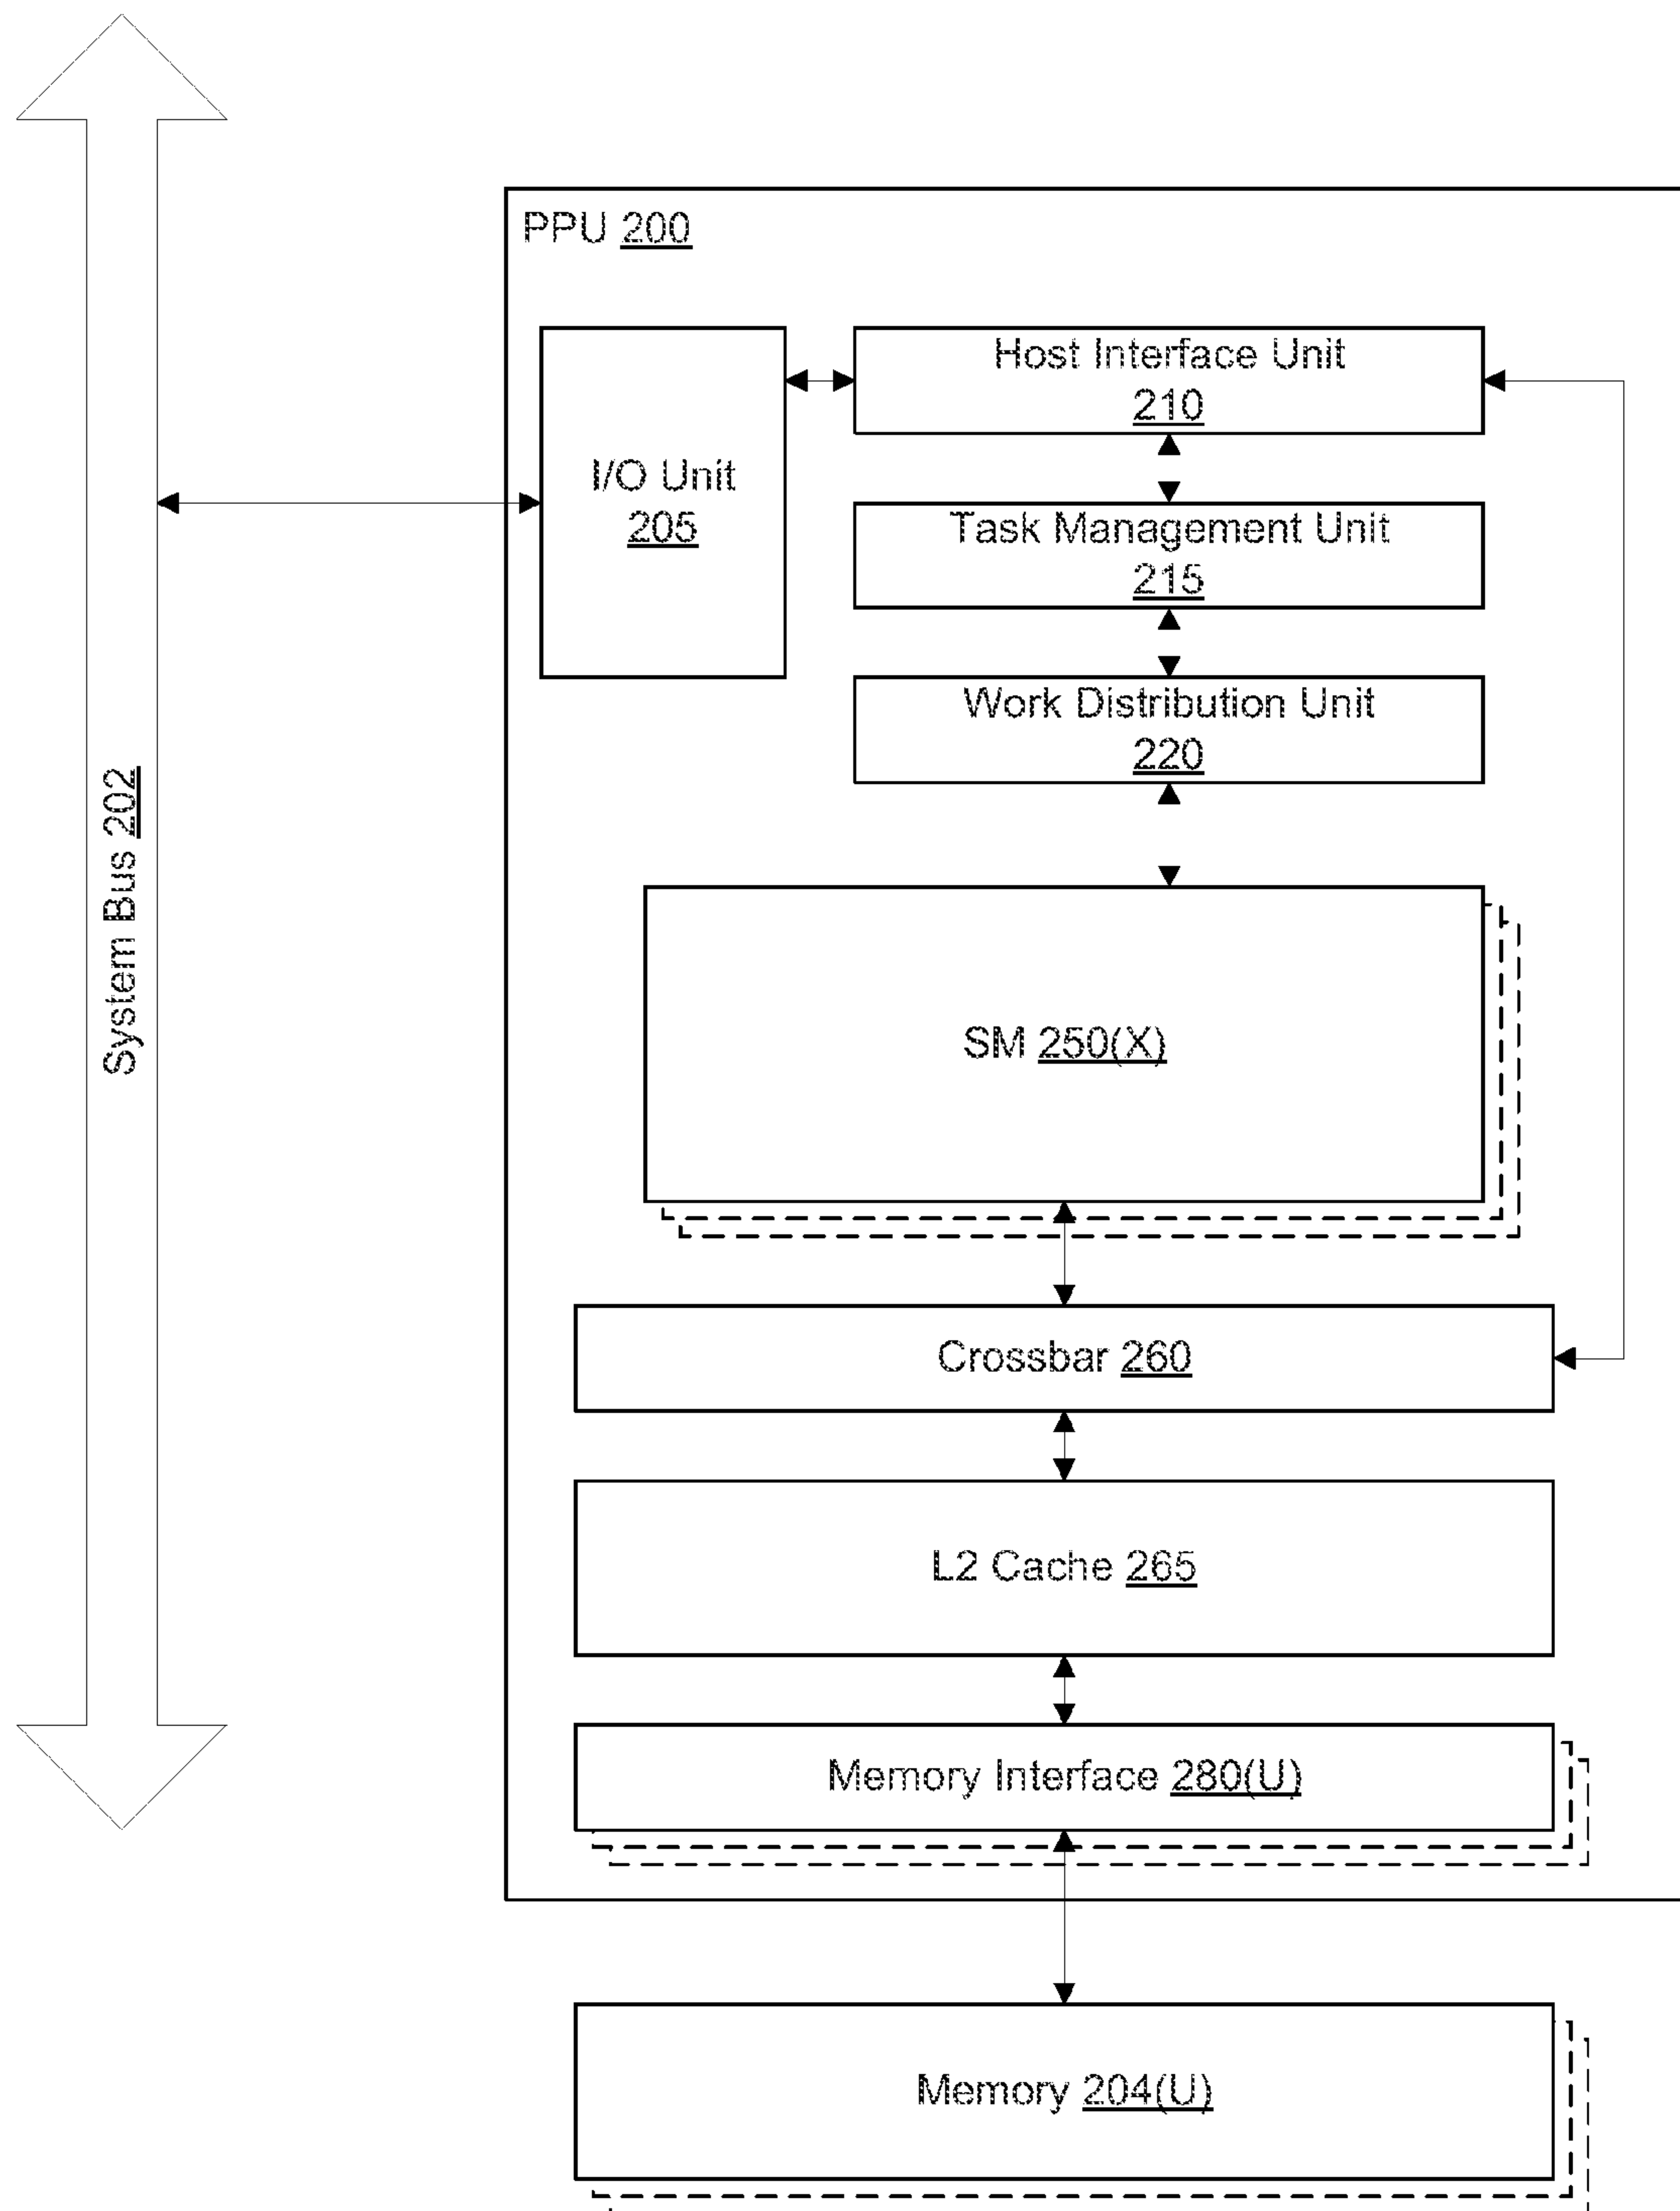 PPU 200
Host Interface Unit
210
I/O Unit
205
Task Management Unit
215
Work Distribution Unit
220
System Bus 202
SM 250(X)
Crossbar 260
L2 Cache 265
Memory Interface 280(U)
Memory 204(U)